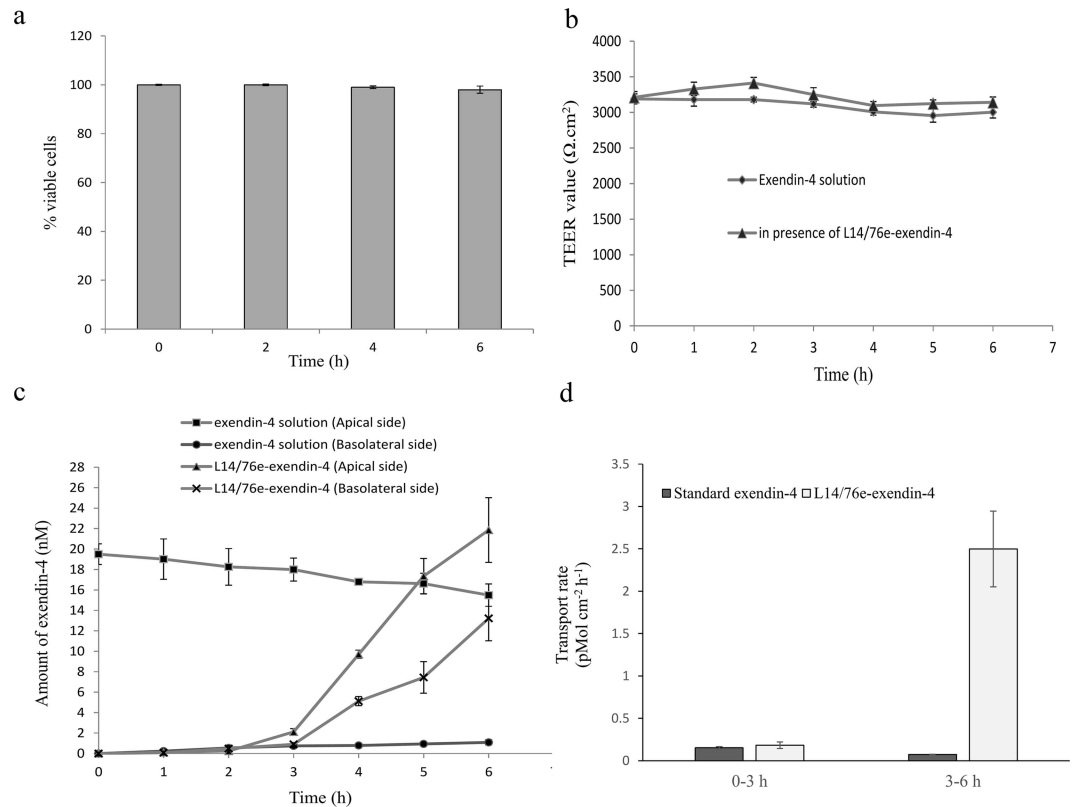 a
120
100
80
60
40
20
0
% viable cells
0 2 4 6
Time (h)
b
4000
3500
3000
2500
2000
1500
1000
500
0
TEER value (Ω.cm²)
Exendin-4 solution
in presence of L14/76e-exendin-4
0 1 2 3 4 5 6 7
Time (h)
c
exendin-4 solution (Apical side)
exendin-4 solution (Basolateral side)
L14/76e-exendin-4 (Apical side)
L14/76e-exendin-4 (Basolateral side)
28
26
24
22
20
18
16
14
12
10
8
6
4
2
0
Amount of exendin-4 (nM)
0 1 2 3 4 5 6
Time (h)
d
3.5
3
2.5
2
1.5
1
0.5
0
Standard exendin-4 L14/76e-exendin-4
Transport rate
(pMol cm⁻² h⁻¹)
0-3 h 3-6 h